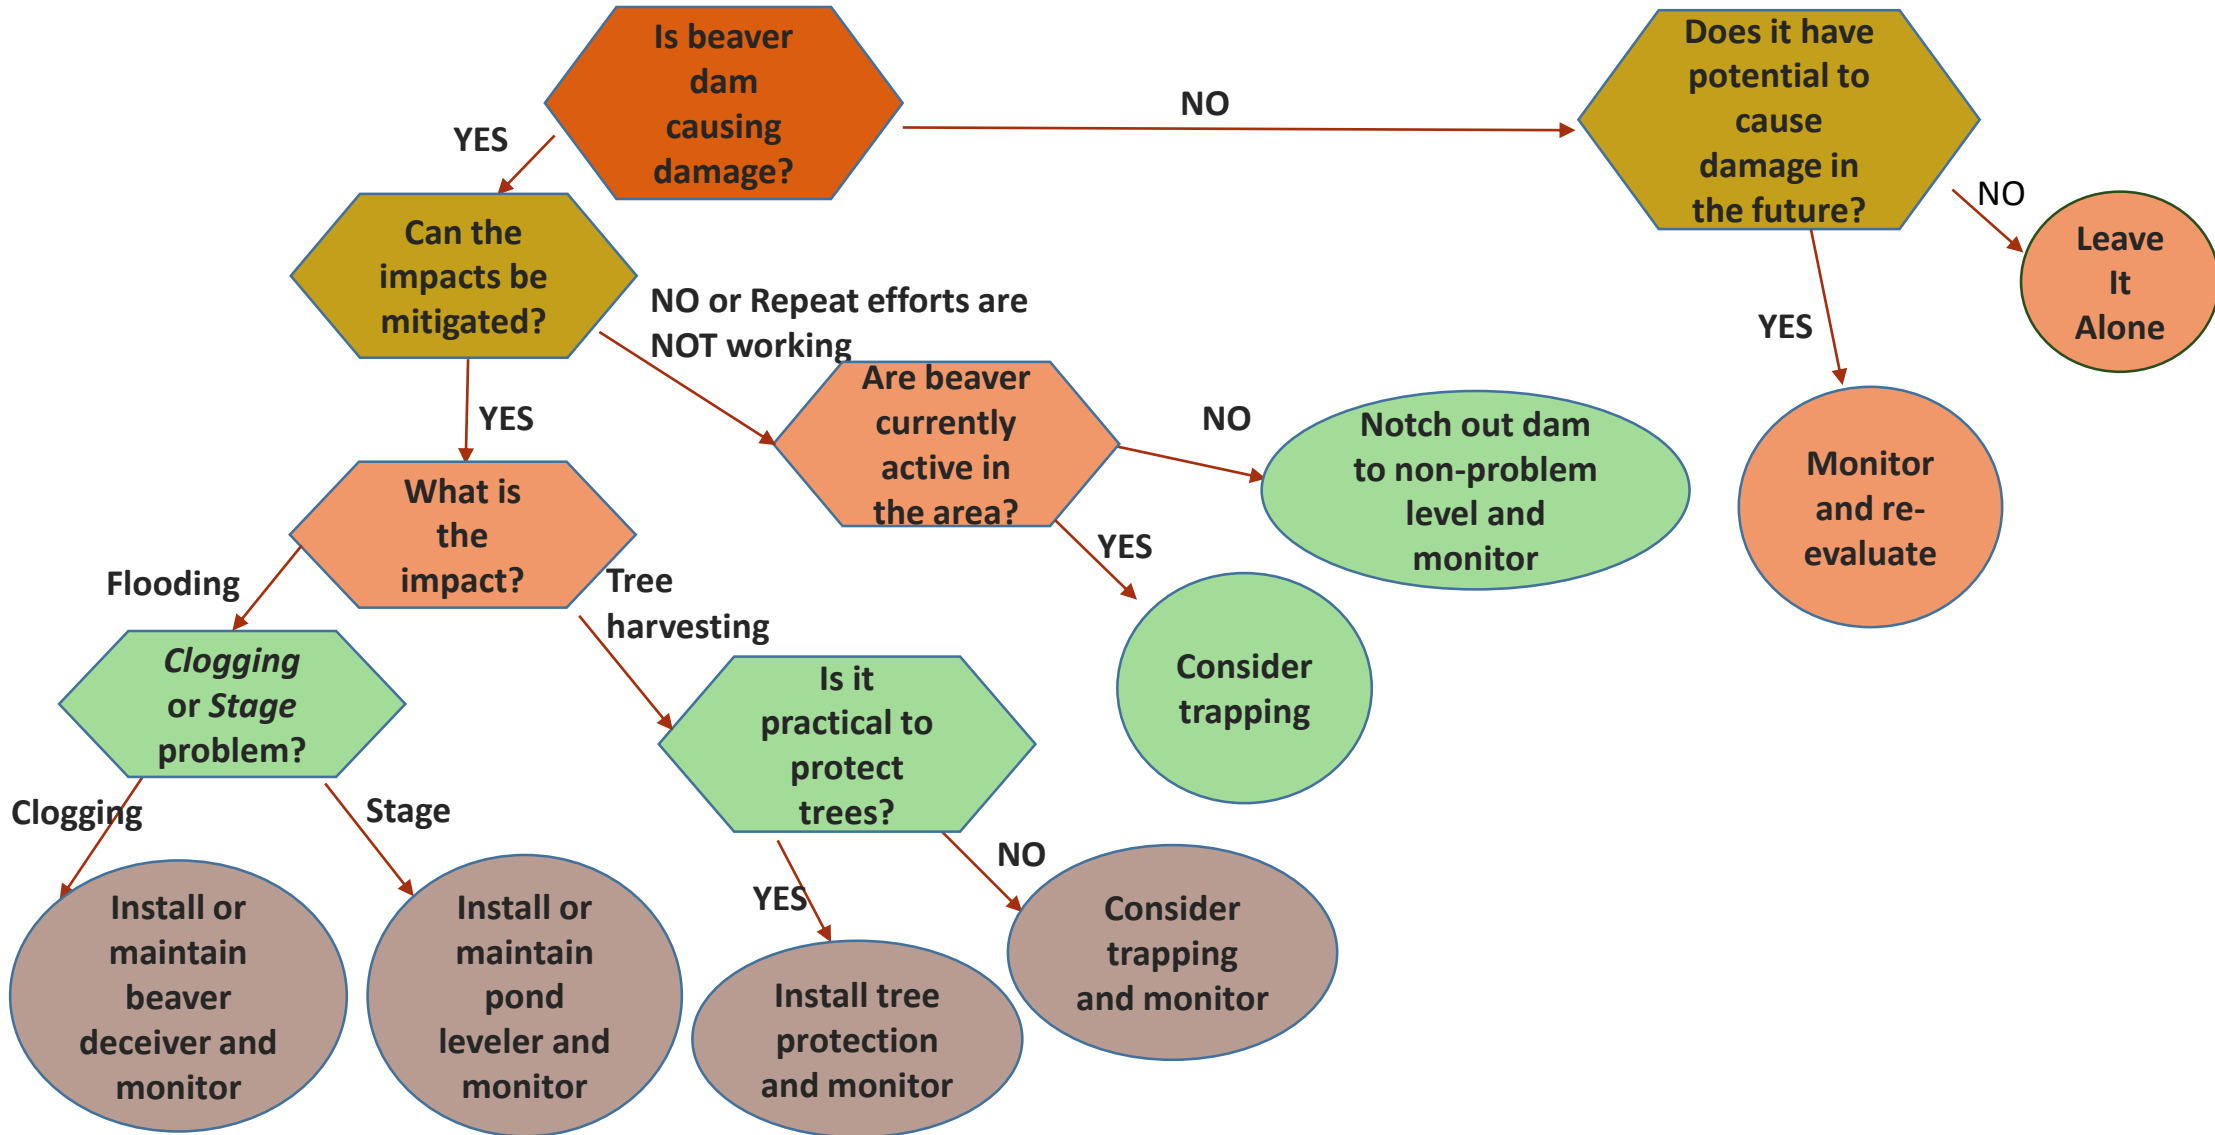 Is beaver
dam
causing
damage?
NO
Does it have
potential to
cause
damage in
the future?
YES
NO
Leave
It
Alone
YES
Monitor
and re-
evaluate
Can the
impacts be
mitigated?
NO or Repeat efforts are
NOT working
Are beaver
currently
active in
the area?
NO
Notch out dam
to non-problem
level and
monitor
YES
Consider
trapping
YES
What is
the
impact?
Flooding
Tree
harvesting
Clogging
or Stage
problem?
Is it
practical to
protect
trees?
Clogging
Stage
YES
NO
Install or
maintain
beaver
deceiver and
monitor
Install or
maintain
pond
leveler and
monitor
Install tree
protection
and monitor
Consider
trapping
and monitor